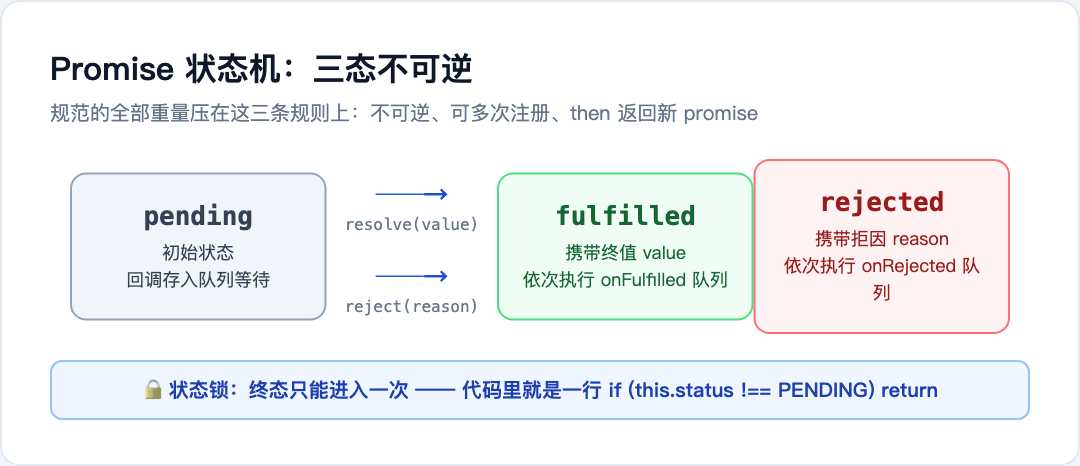 Promise 状态机：三态不可逆
规范的全部重量压在这三条规则上：不可逆、可多次注册、then 返回新 promise
pending
初始状态
回调存入队列等待
resolve(value)
reject(reason)
fulfilled
携带终值 value
依次执行 onFulfilled 队列
rejected
携带拒因 reason
依次执行 onRejected 队
列
🔒 状态锁：终态只能进入一次 —— 代码里就是一行 if (this.status !== PENDING) return